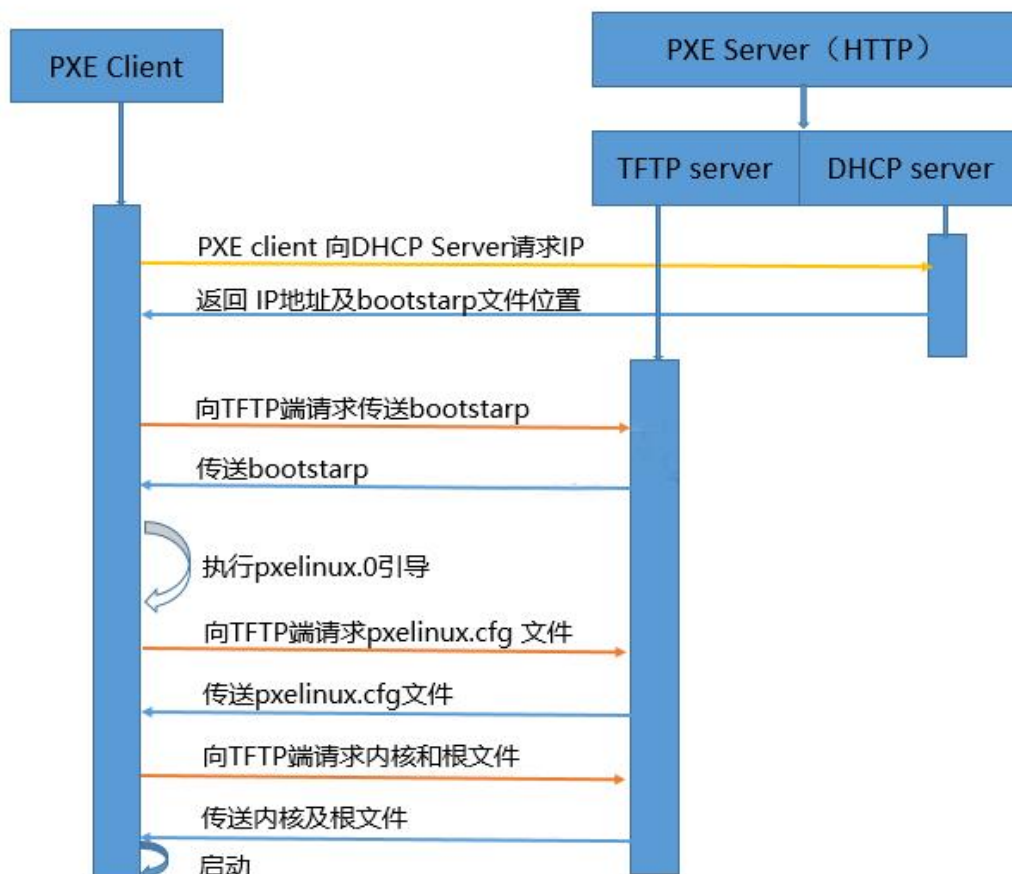 PXE Client
PXE Server（HTTP）
TFTP server
DHCP server
PXE client 向DHCP Server请求IP
返回 IP地址及bootstarp文件位置
向TFTP端请求传送bootstarp
传送bootstarp
执行pxelinux.0引导
向TFTP端请求pxelinux.cfg 文件
传送pxelinux.cfg文件
向TFTP端请求内核和根文件
传送内核及根文件
启动